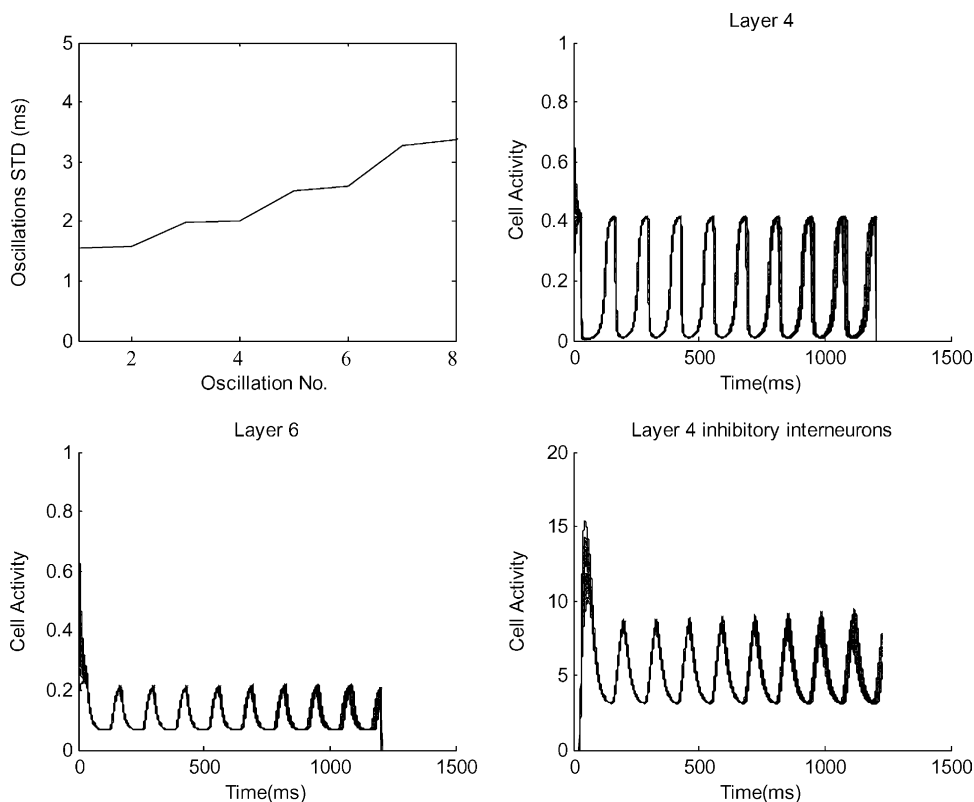 5
4
3
2
1
0
Oscillations STD (ms)
2 4 6 8
Oscillation No.
Layer 4
1
0.8
0.6
0.4
0.2
0
Cell Activity
0 500 1000 1500
Time(ms)
Layer 6
1
0.8
0.6
0.4
0.2
0
Cell Activity
0 500 1000 1500
Time(ms)
Layer 4 inhibitory interneurons
20
15
10
5
0
Cell Activity
0 500 1000 1500
Time(ms)